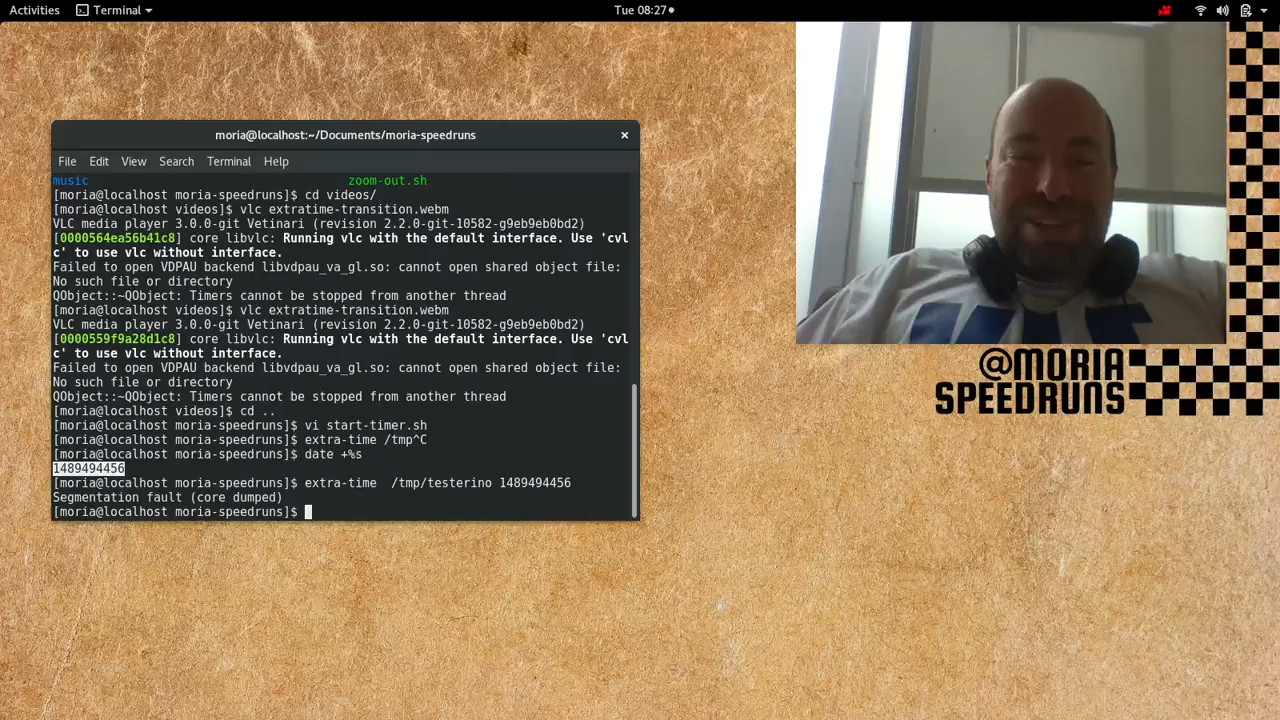 Activities Terminal Tue 08:27
moria@localhost:~/Documents/moria-speedruns ×
File Edit View Search Terminal Help
music zoom-out.sh
[moria@localhost moria-speedruns]$ cd videos/
[moria@localhost videos]$ vlc extratime-transition.webm
VLC media player 3.0.0-git Vetinari (revision 2.2.0-git-10582-g9eb9eb0bd2)
[0000564ea56b41c8] core libvlc: Running vlc with the default interface. Use 'cvl
c' to use vlc without interface.
Failed to open VDPAU backend libvdpau_va_gl.so: cannot open shared object file:
No such file or directory
QObject::~QObject: Timers cannot be stopped from another thread
[moria@localhost videos]$ vlc extratime-transition.webm
VLC media player 3.0.0-git Vetinari (revision 2.2.0-git-10582-g9eb9eb0bd2)
[0000559f9a28d1c8] core libvlc: Running vlc with the default interface. Use 'cvl
c' to use vlc without interface.
Failed to open VDPAU backend libvdpau_va_gl.so: cannot open shared object file:
No such file or directory
QObject::~QObject: Timers cannot be stopped from another thread
[moria@localhost videos]$ cd ..
[moria@localhost moria-speedruns]$ vi start-timer.sh
[moria@localhost moria-speedruns]$ extra-time /tmp^C
[moria@localhost moria-speedruns]$ date +%s
1489494456
[moria@localhost moria-speedruns]$ extra-time  /tmp/testerino 1489494456
Segmentation fault (core dumped)
[moria@localhost moria-speedruns]$
@MORIA
SPEEDRUNS